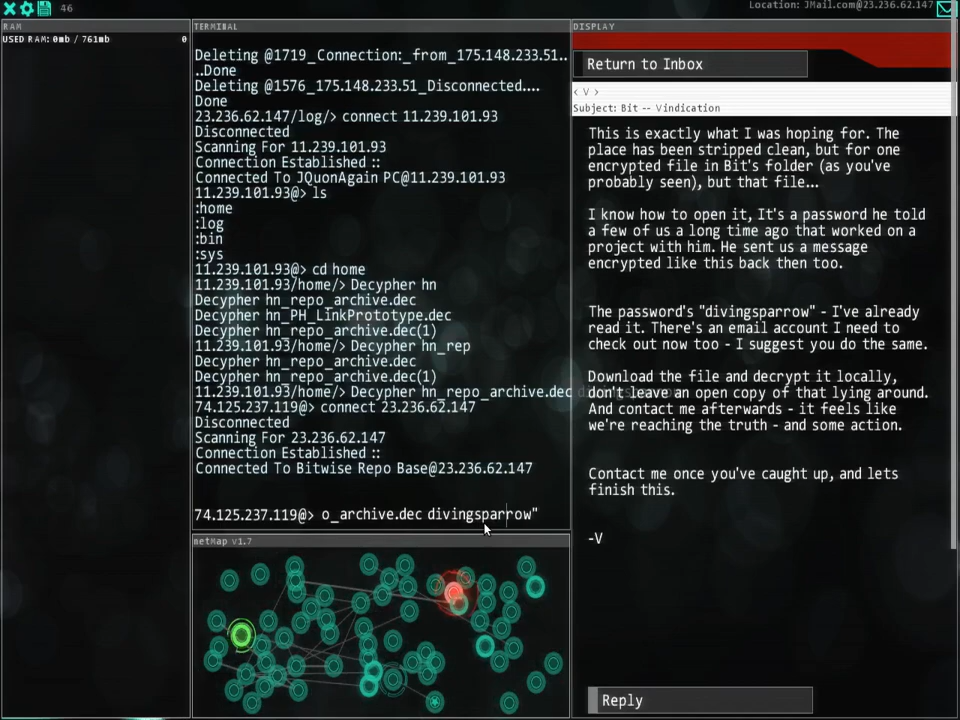 46
Location: JMail.com@23.236.62.147
RAM
USED RAM: 0mb / 761mb
0
TERMINAL
Deleting @1719_Connection:_from_175.148.233.51..
..Done
Deleting @1576_175.148.233.51_Disconnected....
Done
23.236.62.147/log/> connect 11.239.101.93
Disconnected
Scanning For 11.239.101.93
Connection Established ::
Connected To JQuonAgain PC@11.239.101.93
11.239.101.93@> ls
:home
:log
:bin
:sys
11.239.101.93@> cd home
11.239.101.93/home/> Decypher hn
Decypher hn_repo_archive.dec
Decypher hn_PH_LinkPrototype.dec
Decypher hn_repo_archive.dec(1)
11.239.101.93/home/> Decypher hn_rep
Decypher hn_repo_archive.dec
Decypher hn_repo_archive.dec(1)
11.239.101.93/home/> Decypher hn_repo_archive.dec
74.125.237.119@> connect 23.236.62.147
Disconnected
Scanning For 23.236.62.147
Connection Established ::
Connected To Bitwise Repo Base@23.236.62.147
74.125.237.119@> o_archive.dec divingsparrow"
netMap v1.7
DISPLAY
Return to Inbox
< V >
Subject: Bit -- Vindication
This is exactly what I was hoping for. The
place has been stripped clean, but for one
encrypted file in Bit's folder (as you've
probably seen), but that file...
I know how to open it, It's a password he told
a few of us a long time ago that worked on a
project with him. He sent us a message
encrypted like this back then too.
The password's "divingsparrow" - I've already
read it. There's an email account I need to
check out now too - I suggest you do the same.
Download the file and decrypt it locally,
don't leave an open copy of that lying around.
And contact me afterwards - it feels like
we're reaching the truth - and some action.
Contact me once you've caught up, and lets
finish this.
-V
Reply